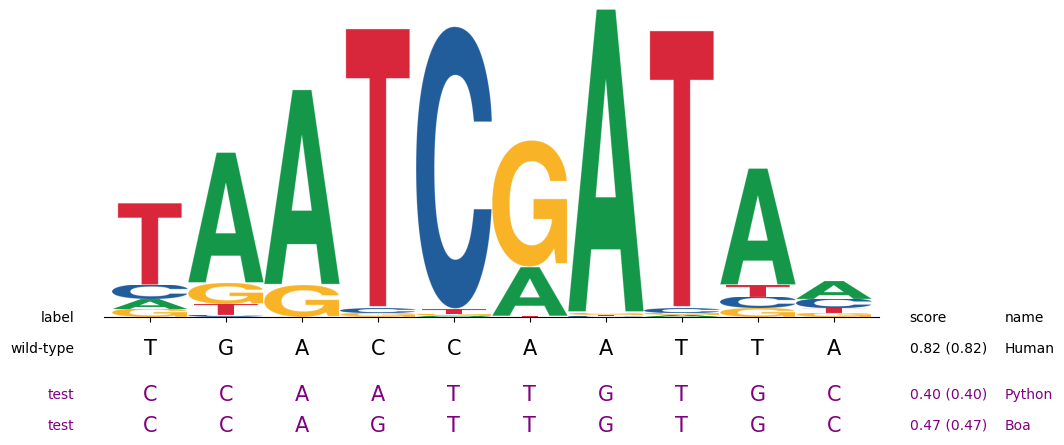 T A A T C G A T A A
C G G C T A C T C
A T C G C G T
G C T A G C A G G
label score name
wild-type T G A C C A A T T A 0.82 (0.82) Human
test C C A A T T G T G C 0.40 (0.40) Python
test C C A G T T G T G C 0.47 (0.47) Boa